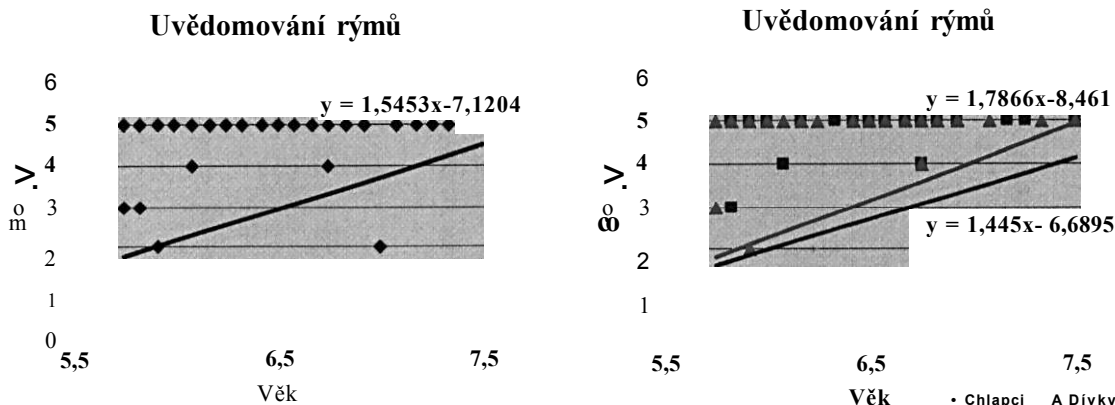 Uvědomování rýmů
6
y = 1,5453x-7,1204
5
4
3
2
1
0
5,5
6,5
7,5
Věk
Uvědomování rýmů
6
y = 1,7866x-8,461
5
4
3
y = 1,445x- 6,6895
2
1
5,5
6,5
7,5
Věk
• Chlapci A Dívky